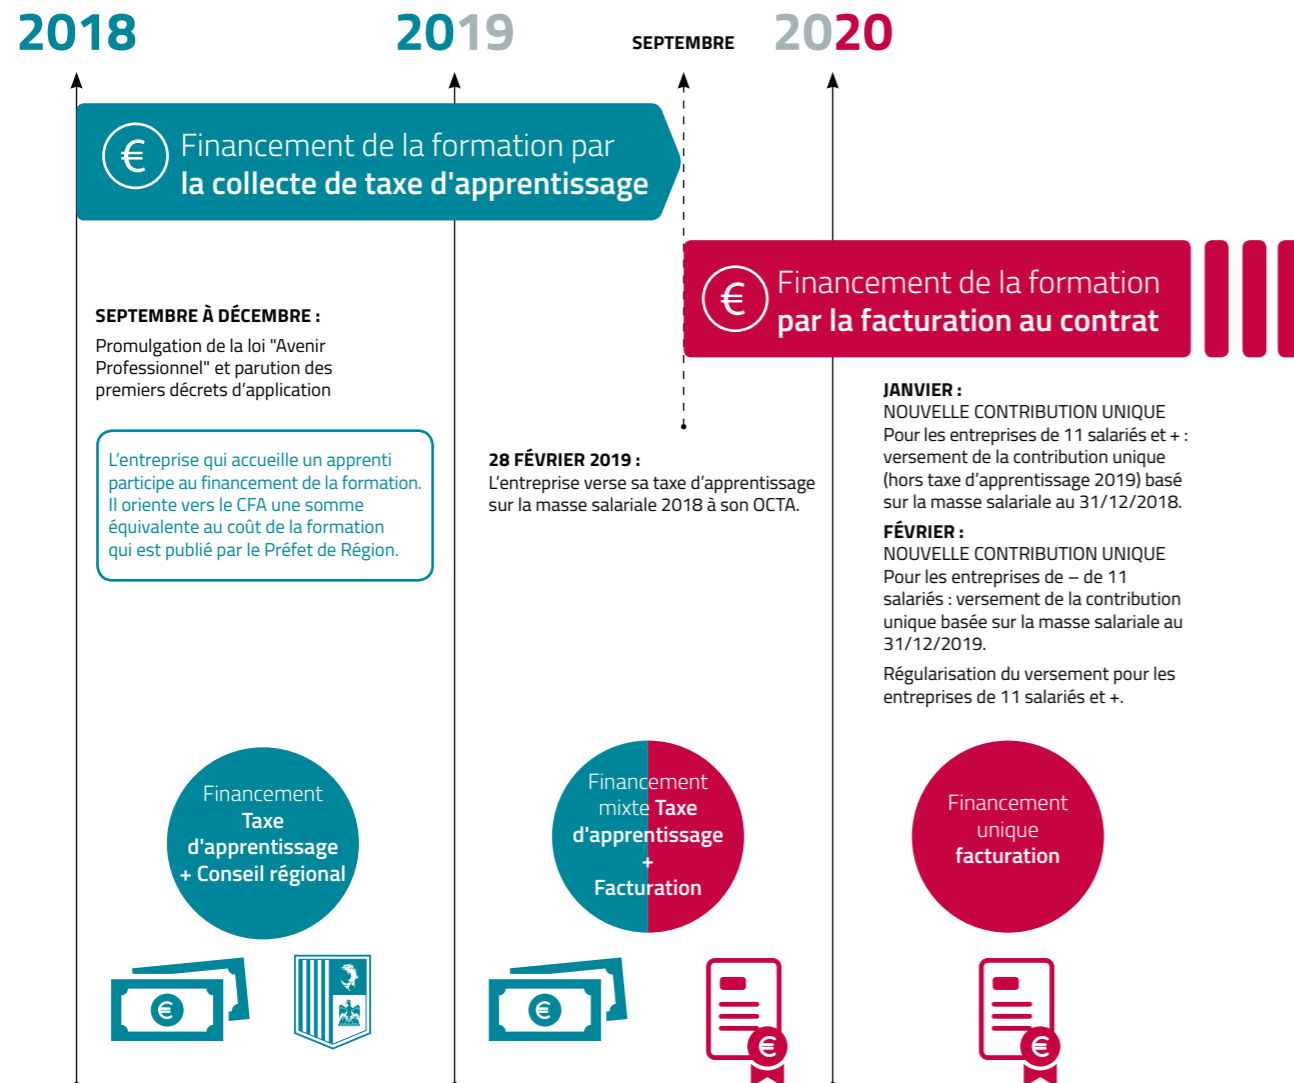 2018
2019
SEPTEMBRE
2020
€
Financement de la formation par
la collecte de taxe d'apprentissage
€
Financement de la formation
par la facturation au contrat
SEPTEMBRE À DÉCEMBRE :
Promulgation de la loi "Avenir
Professionnel" et parution des
premiers décrets d’application
L’entreprise qui accueille un apprenti
participe au financement de la formation.
Il oriente vers le CFA une somme
équivalente au coût de la formation
qui est publié par le Préfet de Région.
28 FÉVRIER 2019 :
L’entreprise verse sa taxe d’apprentissage
sur la masse salariale 2018 à son OCTA.
JANVIER :
NOUVELLE CONTRIBUTION UNIQUE
Pour les entreprises de 11 salariés et + :
versement de la contribution unique
(hors taxe d’apprentissage 2019) basé
sur la masse salariale au 31/12/2018.
FÉVRIER :
NOUVELLE CONTRIBUTION UNIQUE
Pour les entreprises de – de 11
salariés : versement de la contribution
unique basée sur la masse salariale au
31/12/2019.
Régularisation du versement pour les
entreprises de 11 salariés et +.
Financement
Taxe
d'apprentissage
+ Conseil régional
Financement
mixte Taxe
d'apprentissage
+
Facturation
Financement
unique
facturation
€
€
€
€